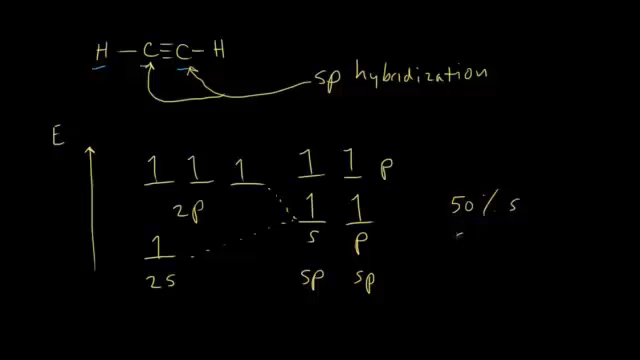 H — C ≡ C — H
sp hybridization
E
1 1 1 1 1 p
2p 1 1 50 % s
1 s p
2s sp sp